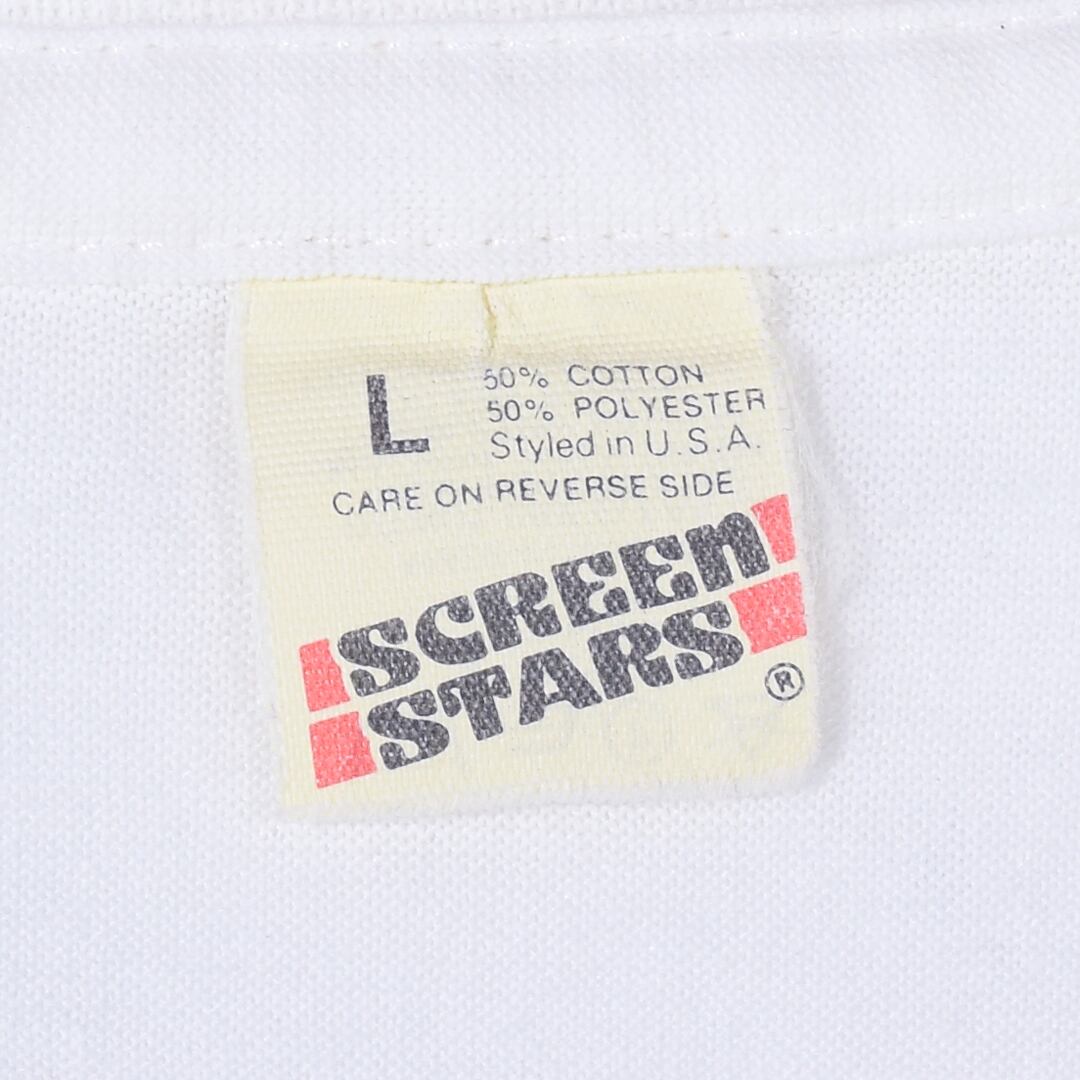 L
50% COTTON
50% POLYESTER
Styled in U.S.A.
CARE ON REVERSE SIDE
SCREEN
STARS
®